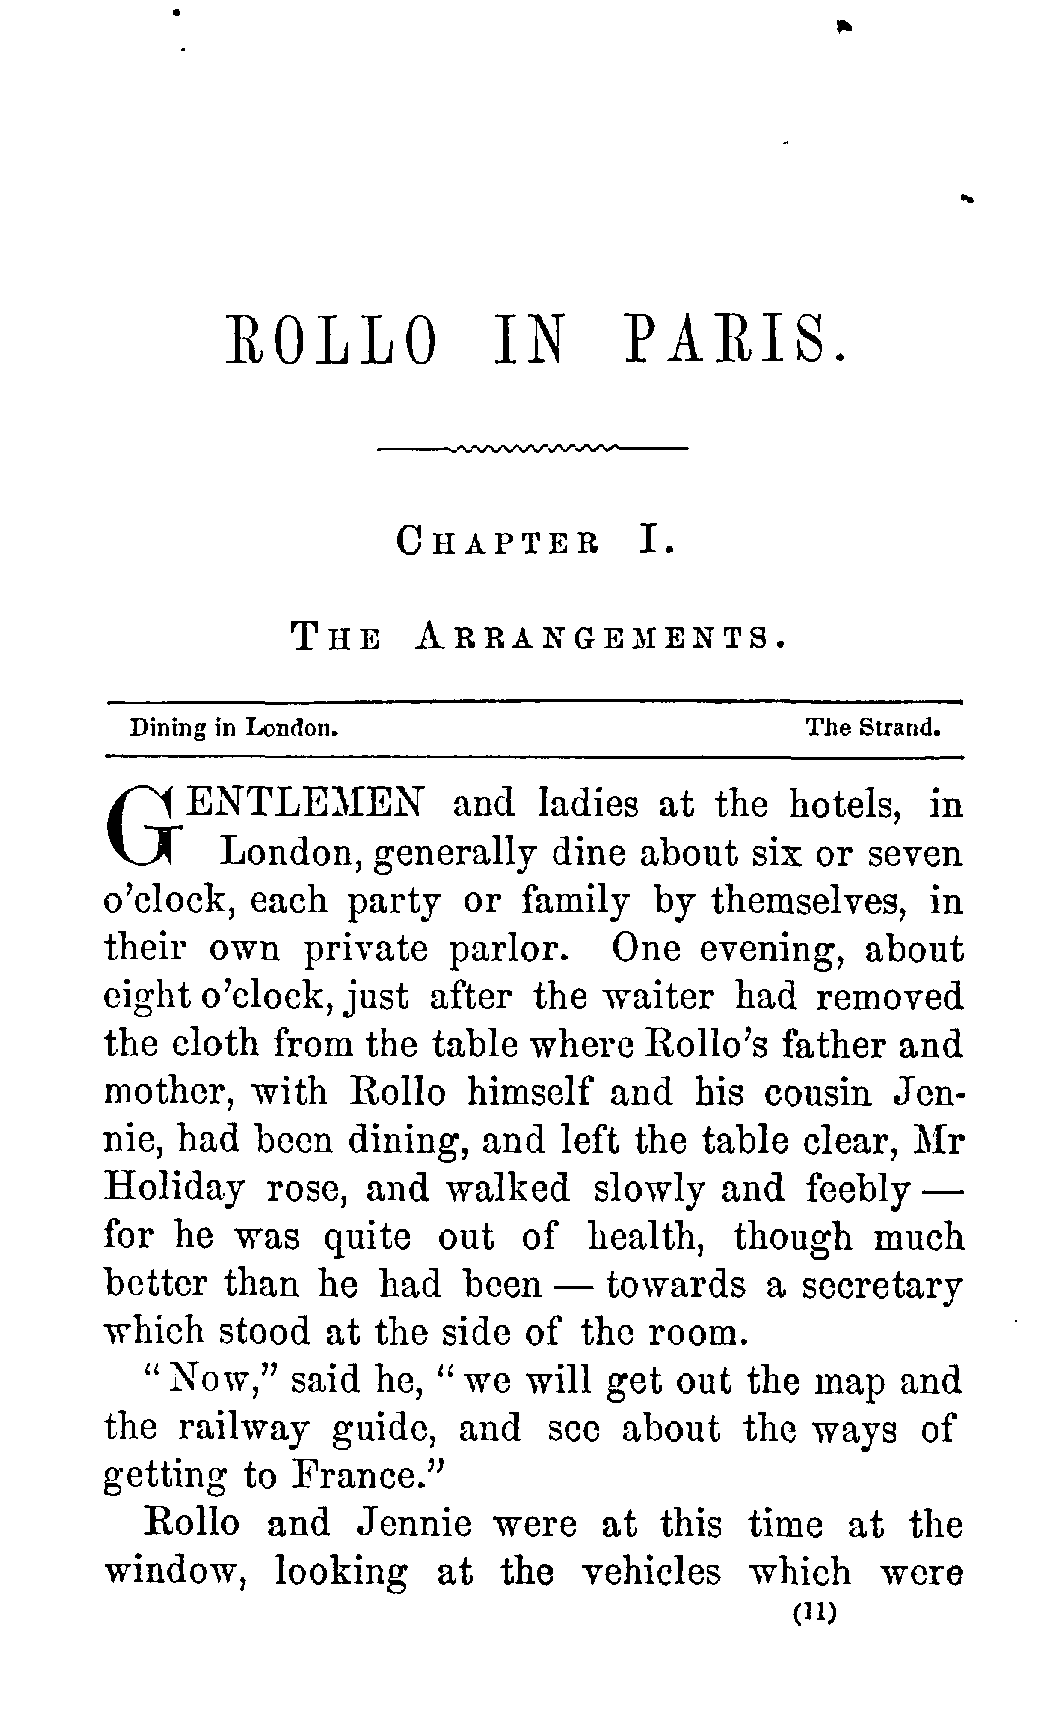 ROLLO IN PARIS.
CHAPTER I.
THE ARRANGEMENTS.
Dining in London. The Strand.
GENTLEMEN and ladies at the hotels, in
London, generally dine about six or seven
o'clock, each party or family by themselves, in
their own private parlor. One evening, about
eight o'clock, just after the waiter had removed
the cloth from the table where Rollo's father and
mother, with Rollo himself and his cousin Jen-
nie, had been dining, and left the table clear, Mr
Holiday rose, and walked slowly and feebly —
for he was quite out of health, though much
better than he had been — towards a secretary
which stood at the side of the room.
"Now," said he, "we will get out the map and
the railway guide, and see about the ways of
getting to France."
Rollo and Jennie were at this time at the
window, looking at the vehicles which were
(11)